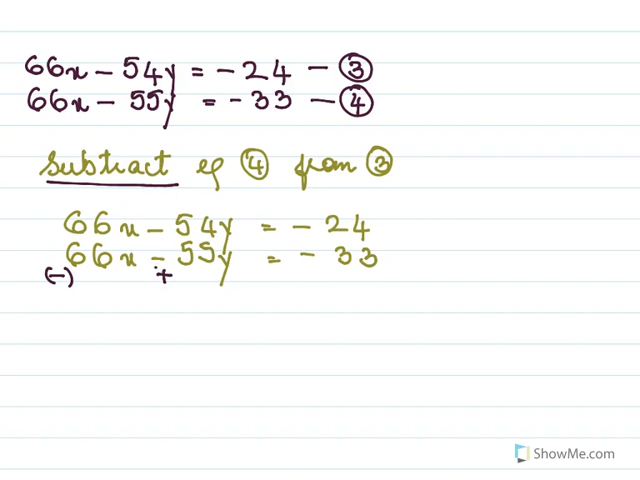 66x - 54y = - 24 - ③
66x - 55y = - 33 - ④
Subtract eq ④ from ③
66x - 54y = - 24
66x - 55y = - 33
(-) +
ShowMe.com